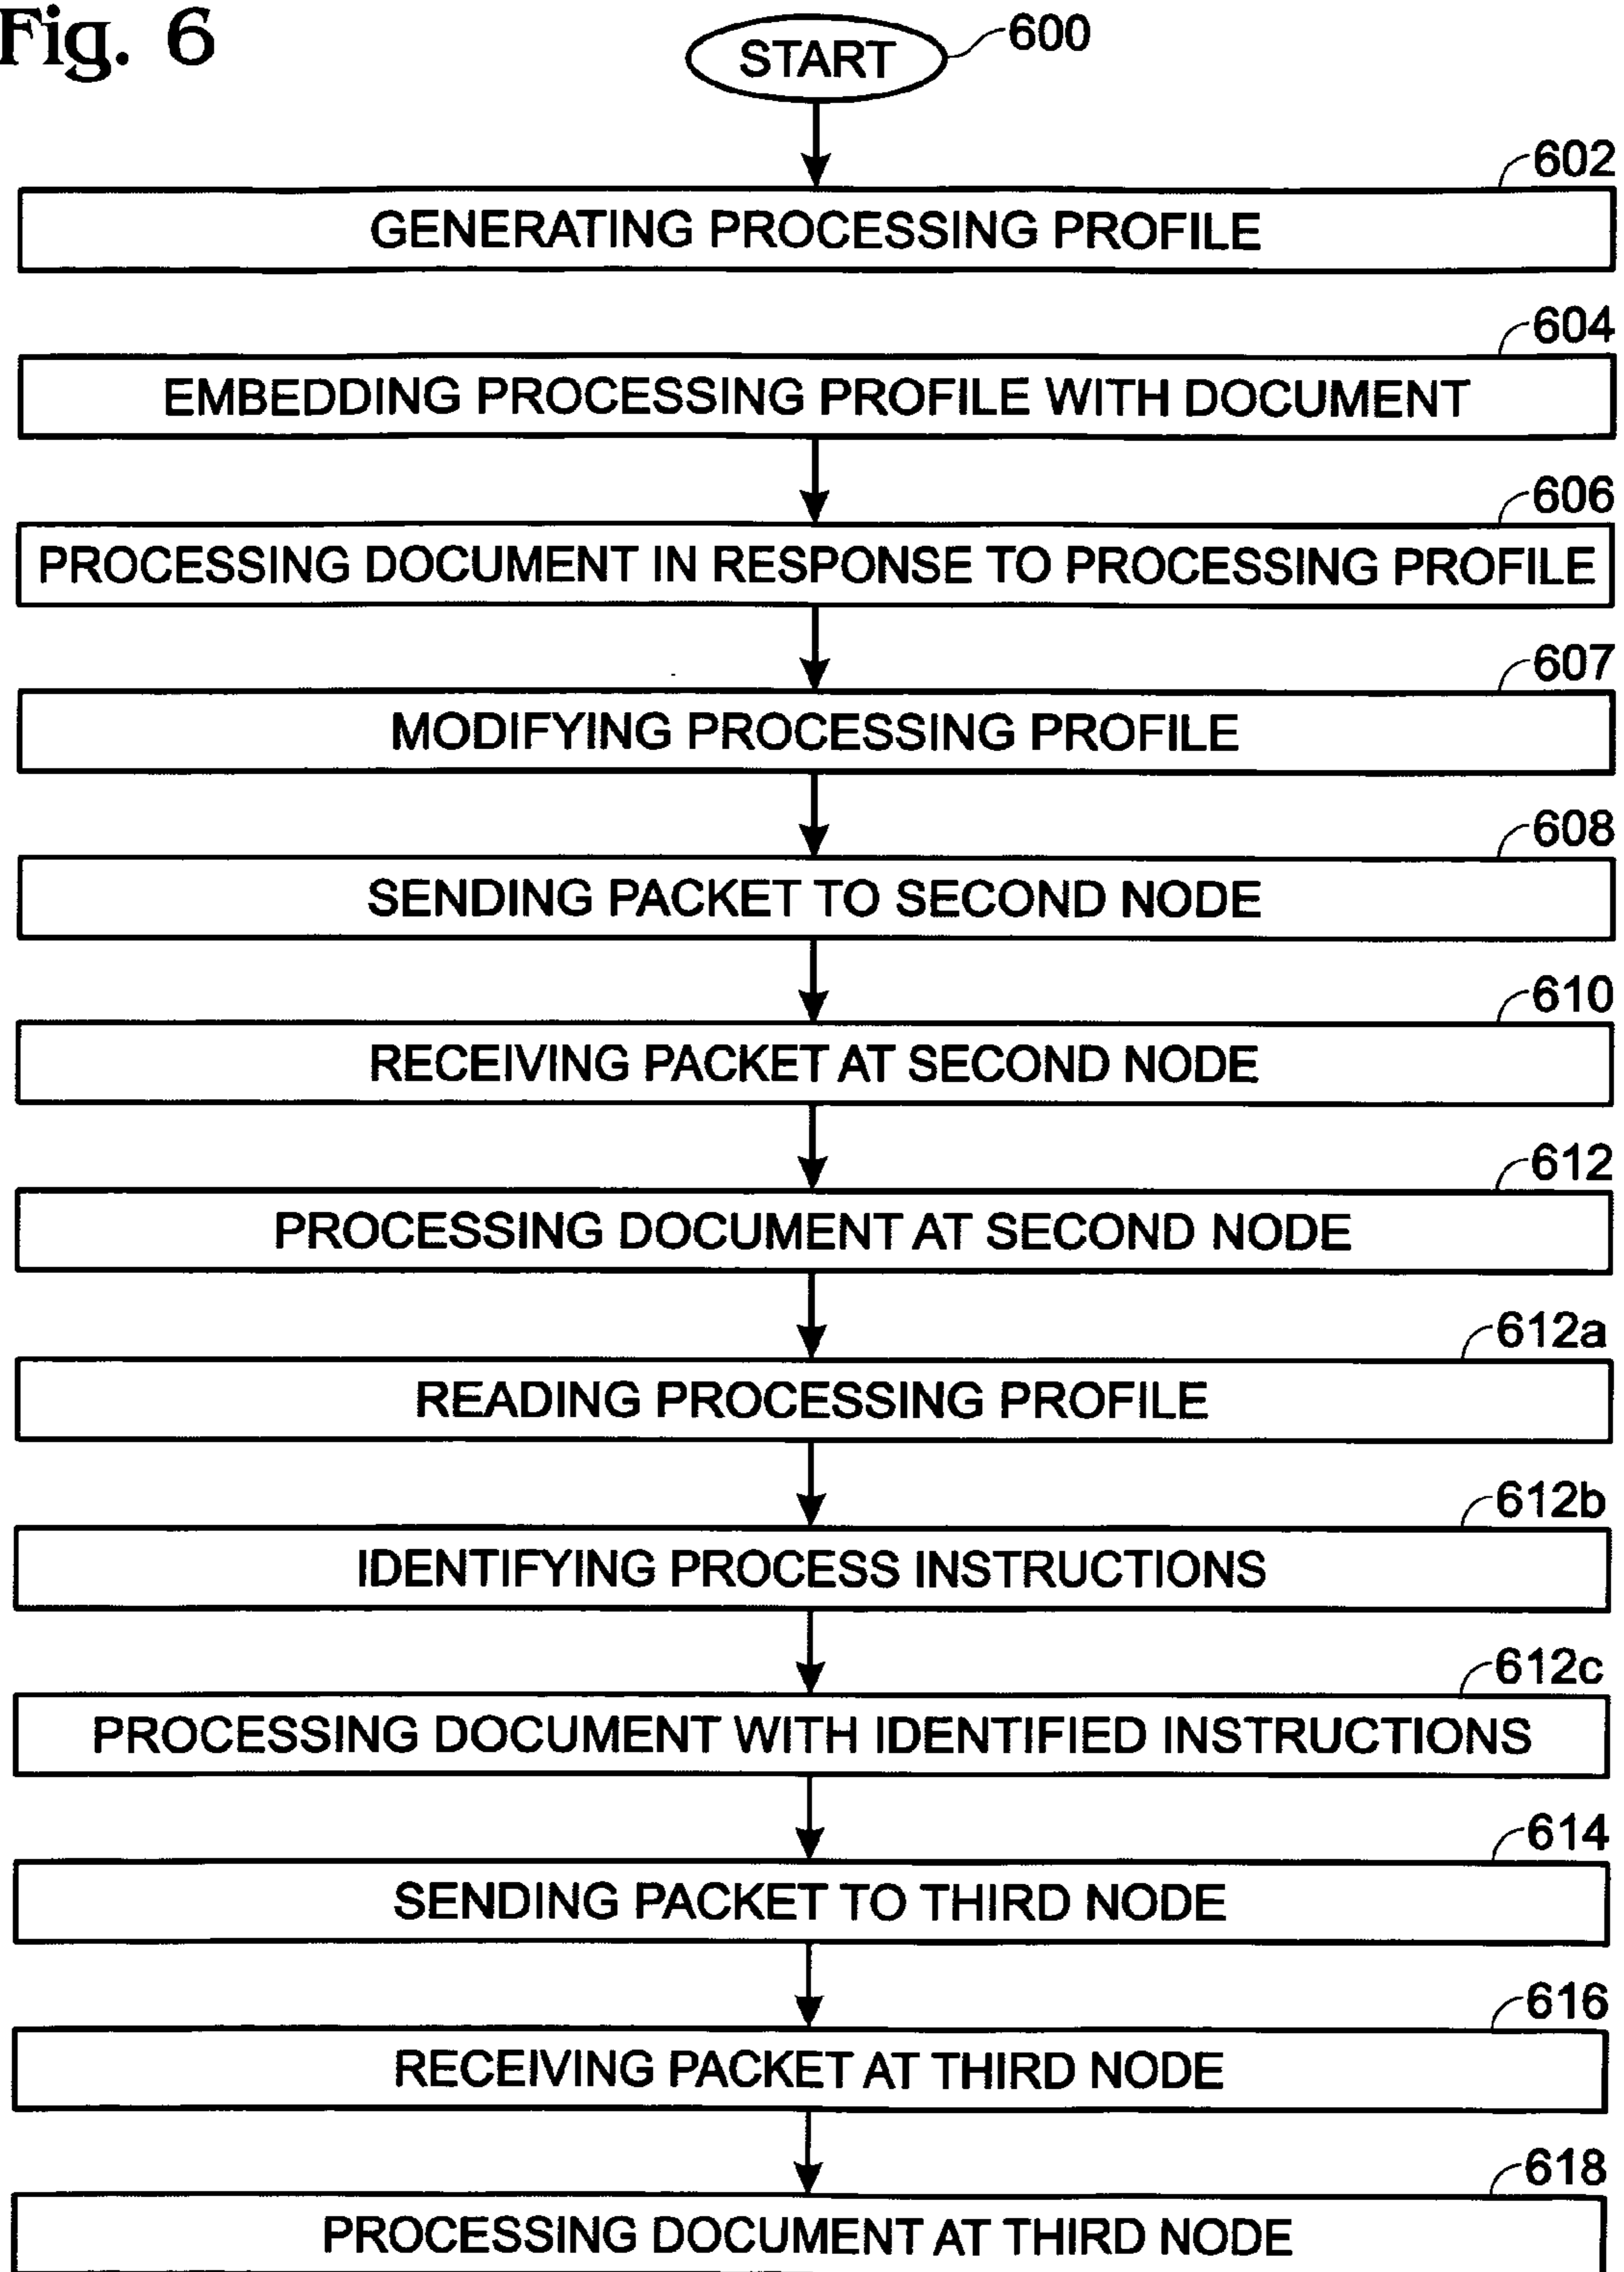 Fig. 6
START
600
602
GENERATING PROCESSING PROFILE
604
EMBEDDING PROCESSING PROFILE WITH DOCUMENT
606
PROCESSING DOCUMENT IN RESPONSE TO PROCESSING PROFILE
607
MODIFYING PROCESSING PROFILE
608
SENDING PACKET TO SECOND NODE
610
RECEIVING PACKET AT SECOND NODE
612
PROCESSING DOCUMENT AT SECOND NODE
612a
READING PROCESSING PROFILE
612b
IDENTIFYING PROCESS INSTRUCTIONS
612c
PROCESSING DOCUMENT WITH IDENTIFIED INSTRUCTIONS
614
SENDING PACKET TO THIRD NODE
616
RECEIVING PACKET AT THIRD NODE
618
PROCESSING DOCUMENT AT THIRD NODE